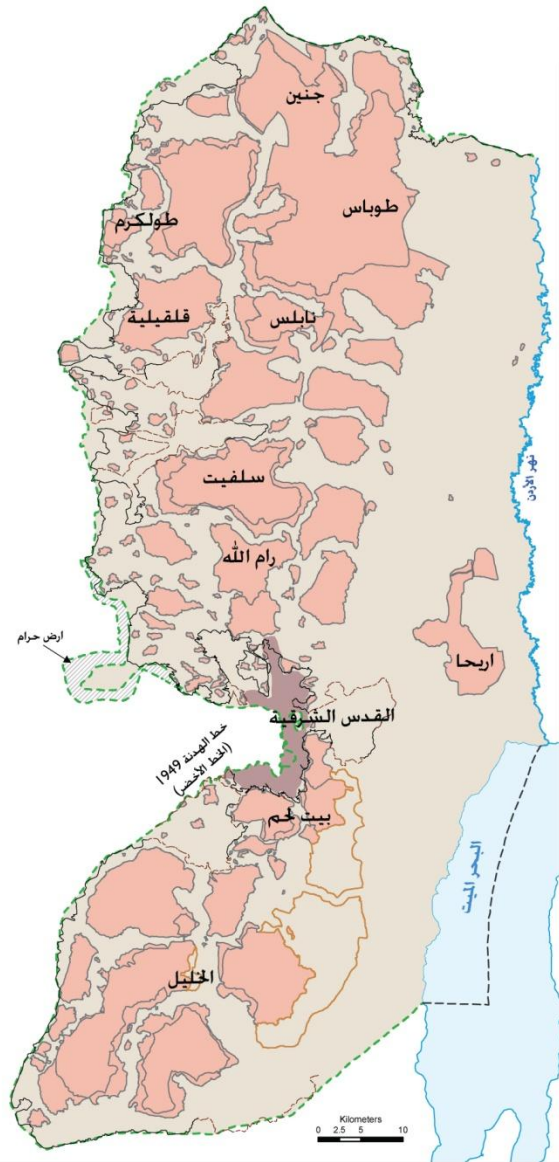 جنين
طوباس
طولكرم
قلقيلية
نابلس
سلفيت
نهر الأردن
رام الله
اريحا
ارض حرام
القدس الشرقية
خط الهدنة 1949
(الخط الأخضر)
بيت لحم
البحر الميت
الخليل
Kilometers
0 2.5 5 10